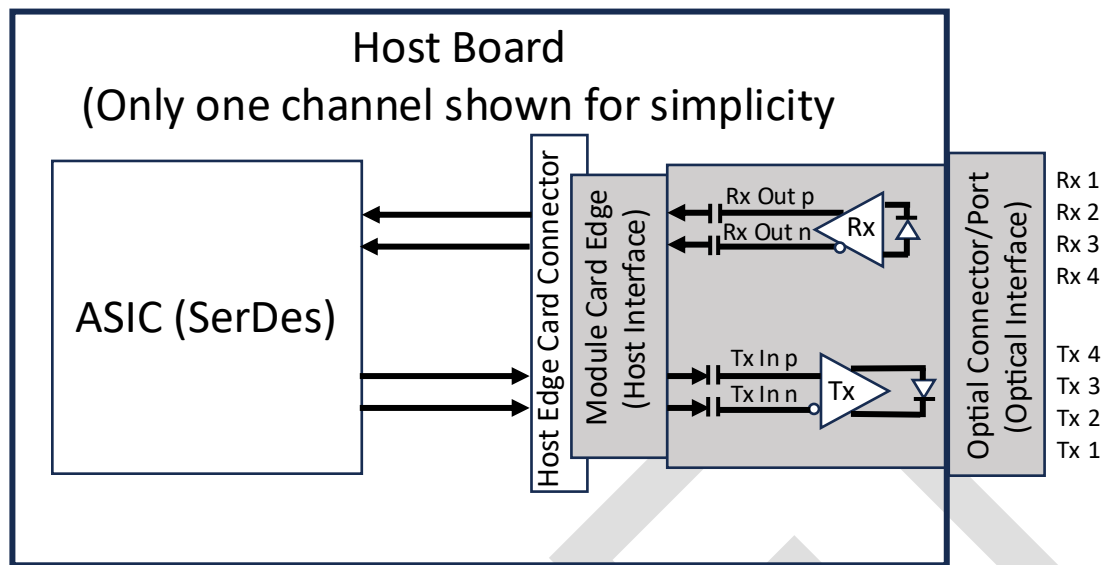 Host Board
(Only one channel shown for simplicity
ASIC (SerDes)
Host Edge Card Connector
Module Card Edge
(Host Interface)
Rx Out p
Rx Out n
Rx
Tx In p
Tx In n
Tx
Optial Connector/Port
(Optical Interface)
Rx 1
Rx 2
Rx 3
Rx 4
Tx 4
Tx 3
Tx 2
Tx 1